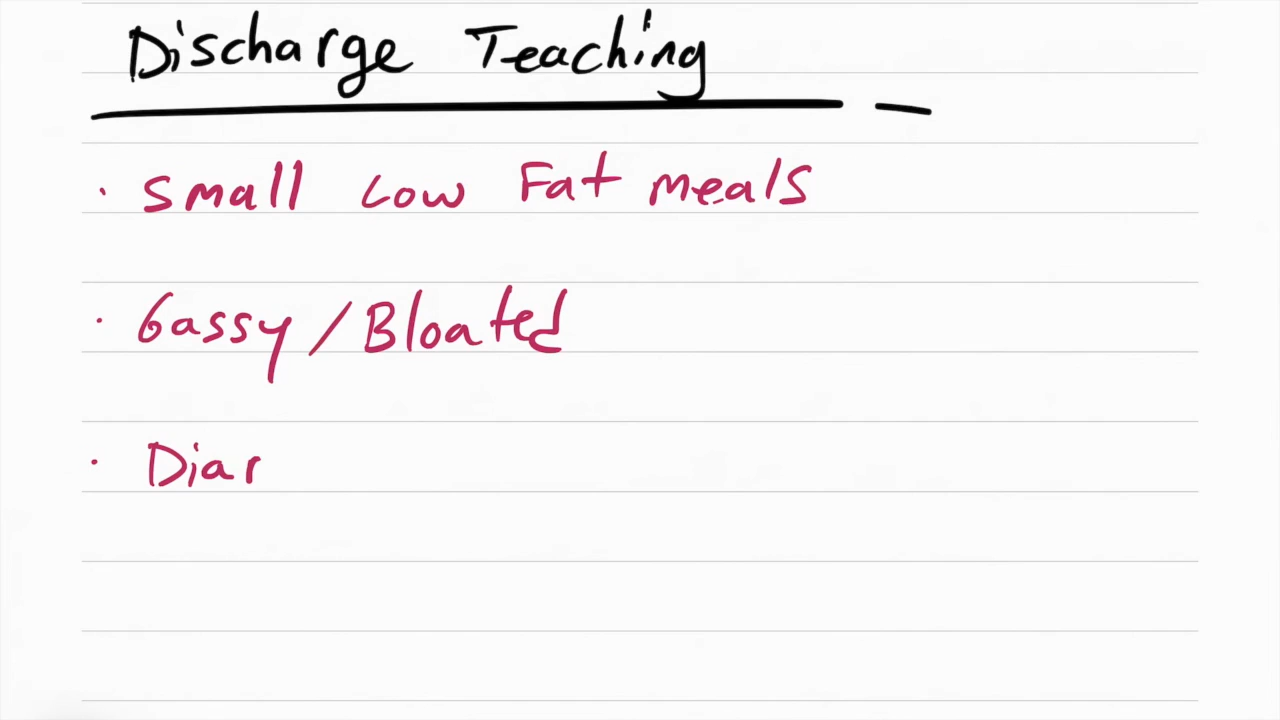 Discharge Teaching
· Small Low Fat meals
· Gassy / Bloated
· Diar